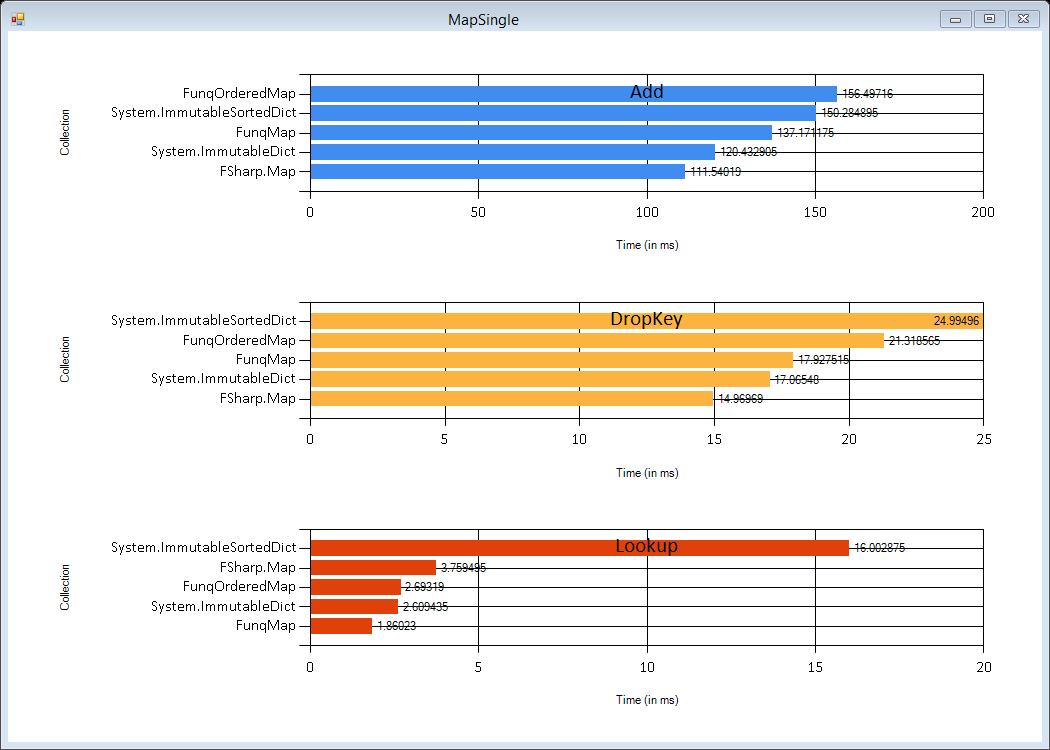 MapSingle
Add
Collection
FunqOrderedMap 156.49716
System.ImmutableSortedDict 150.284895
FunqMap 137.171175
System.ImmutableDict 120.432905
FSharp.Map 111.54019
0 50 100 150 200
Time (in ms)
DropKey
Collection
System.ImmutableSortedDict 24.99496
FunqOrderedMap 21.318565
FunqMap 17.927515
System.ImmutableDict 17.06548
FSharp.Map 14.96969
0 5 10 15 20 25
Time (in ms)
Lookup
Collection
System.ImmutableSortedDict 16.002875
FSharp.Map 3.759495
FunqOrderedMap 2.69319
System.ImmutableDict 2.609435
FunqMap 1.86023
0 5 10 15 20
Time (in ms)